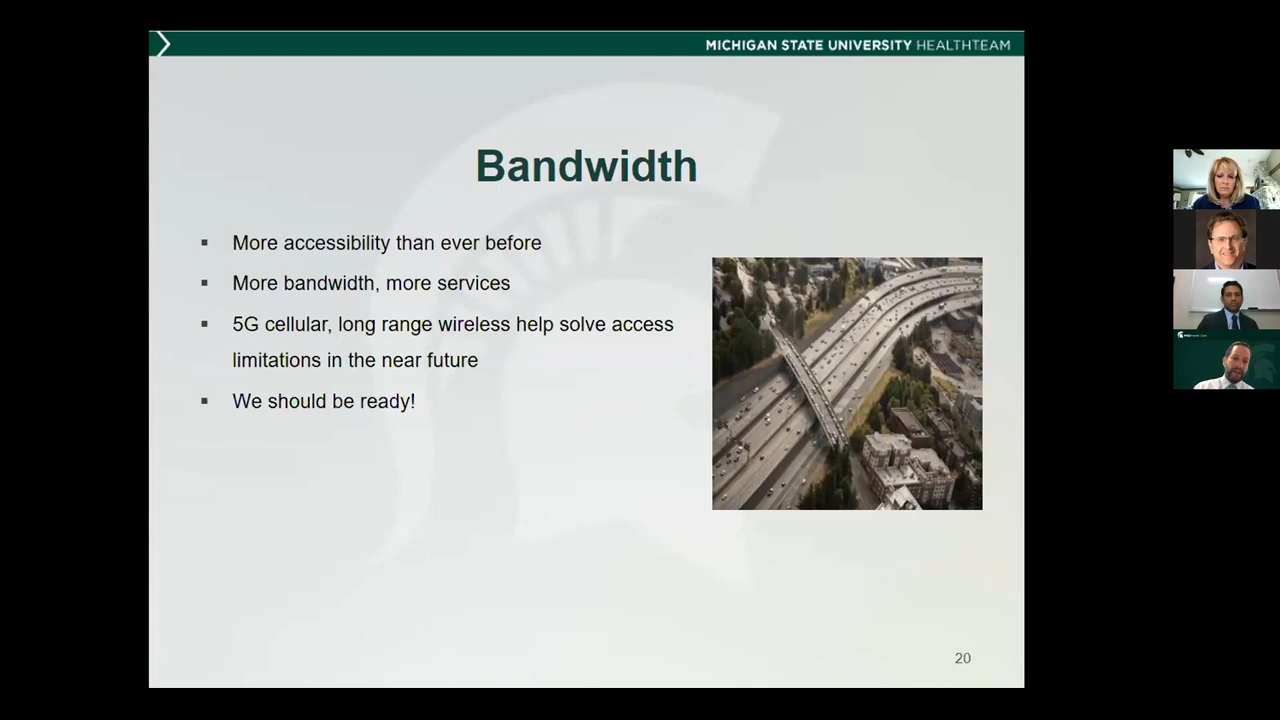 MICHIGAN STATE UNIVERSITY HEALTHTEAM
Bandwidth
▪ More accessibility than ever before
▪ More bandwidth, more services
▪ 5G cellular, long range wireless help solve access
limitations in the near future
▪ We should be ready!
20